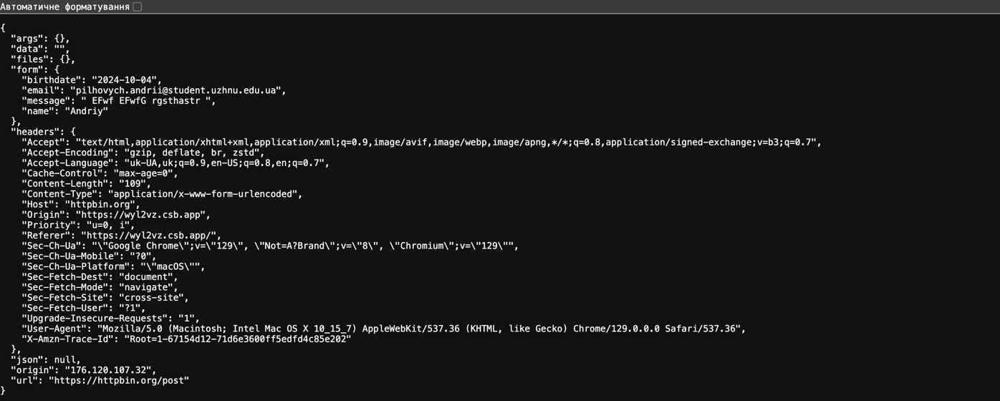 Автоматичне форматування
{
  "args": {},
  "data": "",
  "files": {},
  "form": {
    "birthdate": "2024-10-04",
    "email": "pilhovych.andrii@student.uzhnu.edu.ua",
    "message": " EFwf EFwfG rgsthastr ",
    "name": "Andriy"
  },
  "headers": {
    "Accept": "text/html,application/xhtml+xml,application/xml;q=0.9,image/avif,image/webp,image/apng,*/*;q=0.8,application/signed-exchange;v=b3;q=0.7",
    "Accept-Encoding": "gzip, deflate, br, zstd",
    "Accept-Language": "uk-UA,uk;q=0.9,en-US;q=0.8,en;q=0.7",
    "Cache-Control": "max-age=0",
    "Content-Length": "109",
    "Content-Type": "application/x-www-form-urlencoded",
    "Host": "httpbin.org",
    "Origin": "https://wyl2vz.csb.app",
    "Priority": "u=0, i",
    "Referer": "https://wyl2vz.csb.app/",
    "Sec-Ch-Ua": "\"Google Chrome\";v=\"129\", \"Not=A?Brand\";v=\"8\", \"Chromium\";v=\"129\"",
    "Sec-Ch-Ua-Mobile": "?0",
    "Sec-Ch-Ua-Platform": "\"macOS\"",
    "Sec-Fetch-Dest": "document",
    "Sec-Fetch-Mode": "navigate",
    "Sec-Fetch-Site": "cross-site",
    "Sec-Fetch-User": "?1",
    "Upgrade-Insecure-Requests": "1",
    "User-Agent": "Mozilla/5.0 (Macintosh; Intel Mac OS X 10_15_7) AppleWebKit/537.36 (KHTML, like Gecko) Chrome/129.0.0.0 Safari/537.36",
    "X-Amzn-Trace-Id": "Root=1-67154d12-71d6e3600ff5edfd4c85e202"
  },
  "json": null,
  "origin": "176.120.107.32",
  "url": "https://httpbin.org/post"
}